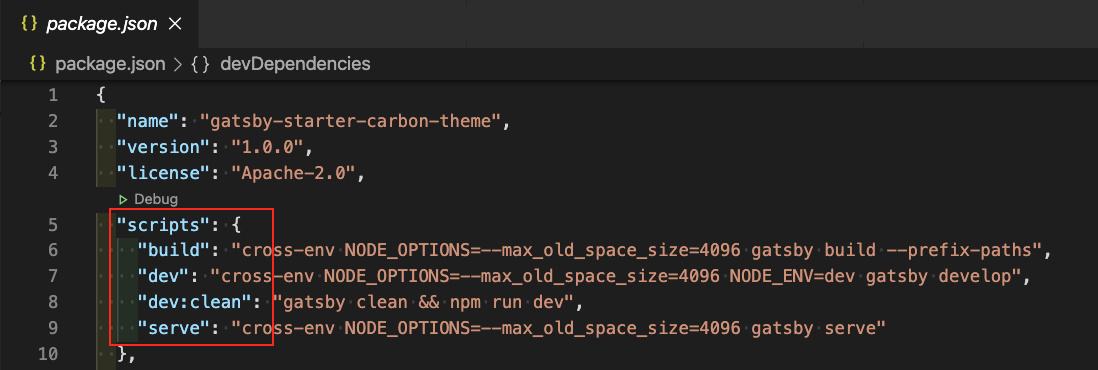 {} package.json ×
{} package.json > {} devDependencies
1 {
2 "name": "gatsby-starter-carbon-theme",
3 "version": "1.0.0",
4 "license": "Apache-2.0",
Debug
5 "scripts": {
6 "build": "cross-env NODE_OPTIONS=--max_old_space_size=4096 gatsby build --prefix-paths",
7 "dev": "cross-env NODE_OPTIONS=--max_old_space_size=4096 NODE_ENV=dev gatsby develop",
8 "dev:clean": "gatsby clean && npm run dev",
9 "serve": "cross-env NODE_OPTIONS=--max_old_space_size=4096 gatsby serve"
10 },